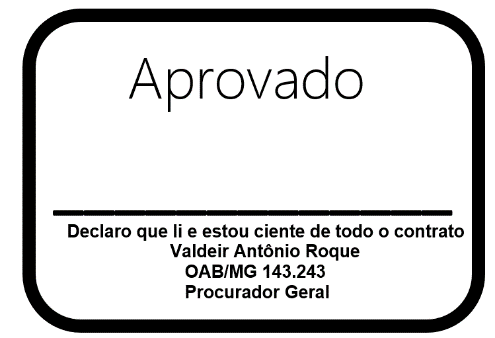 Aprovado
Declaro que li e estou ciente de todo o contrato
Valdeir Antônio Roque
OAB/MG 143.243
Procurador Geral